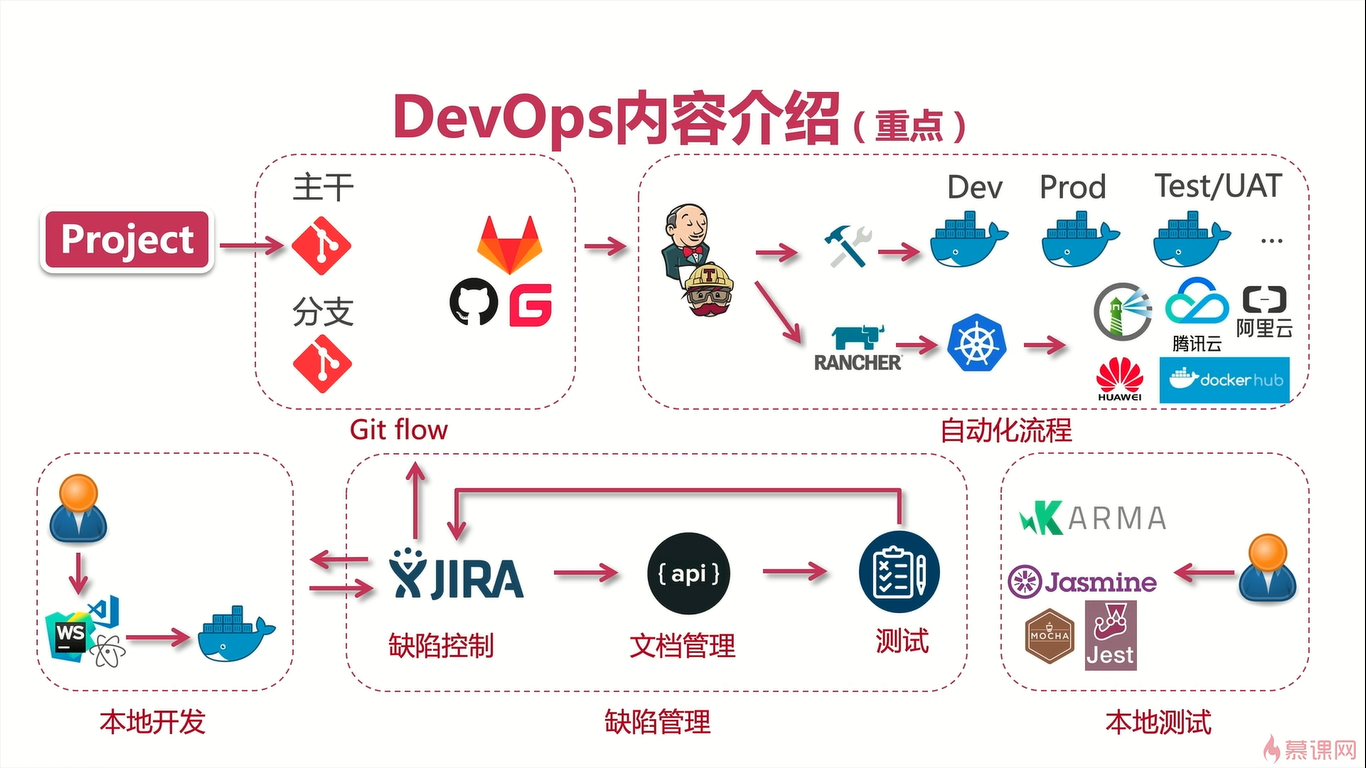 DevOps内容介绍（重点）
Project
主干
分支
Git flow
Dev
Prod
Test/UAT
...
T
RANCHER
腾讯云
阿里云
HUAWEI
docker hub
自动化流程
WS
本地开发
JIRA
缺陷控制
{api}
文档管理
测试
缺陷管理
KARMA
Jasmine
MOCHA
Jest
本地测试
慕课网